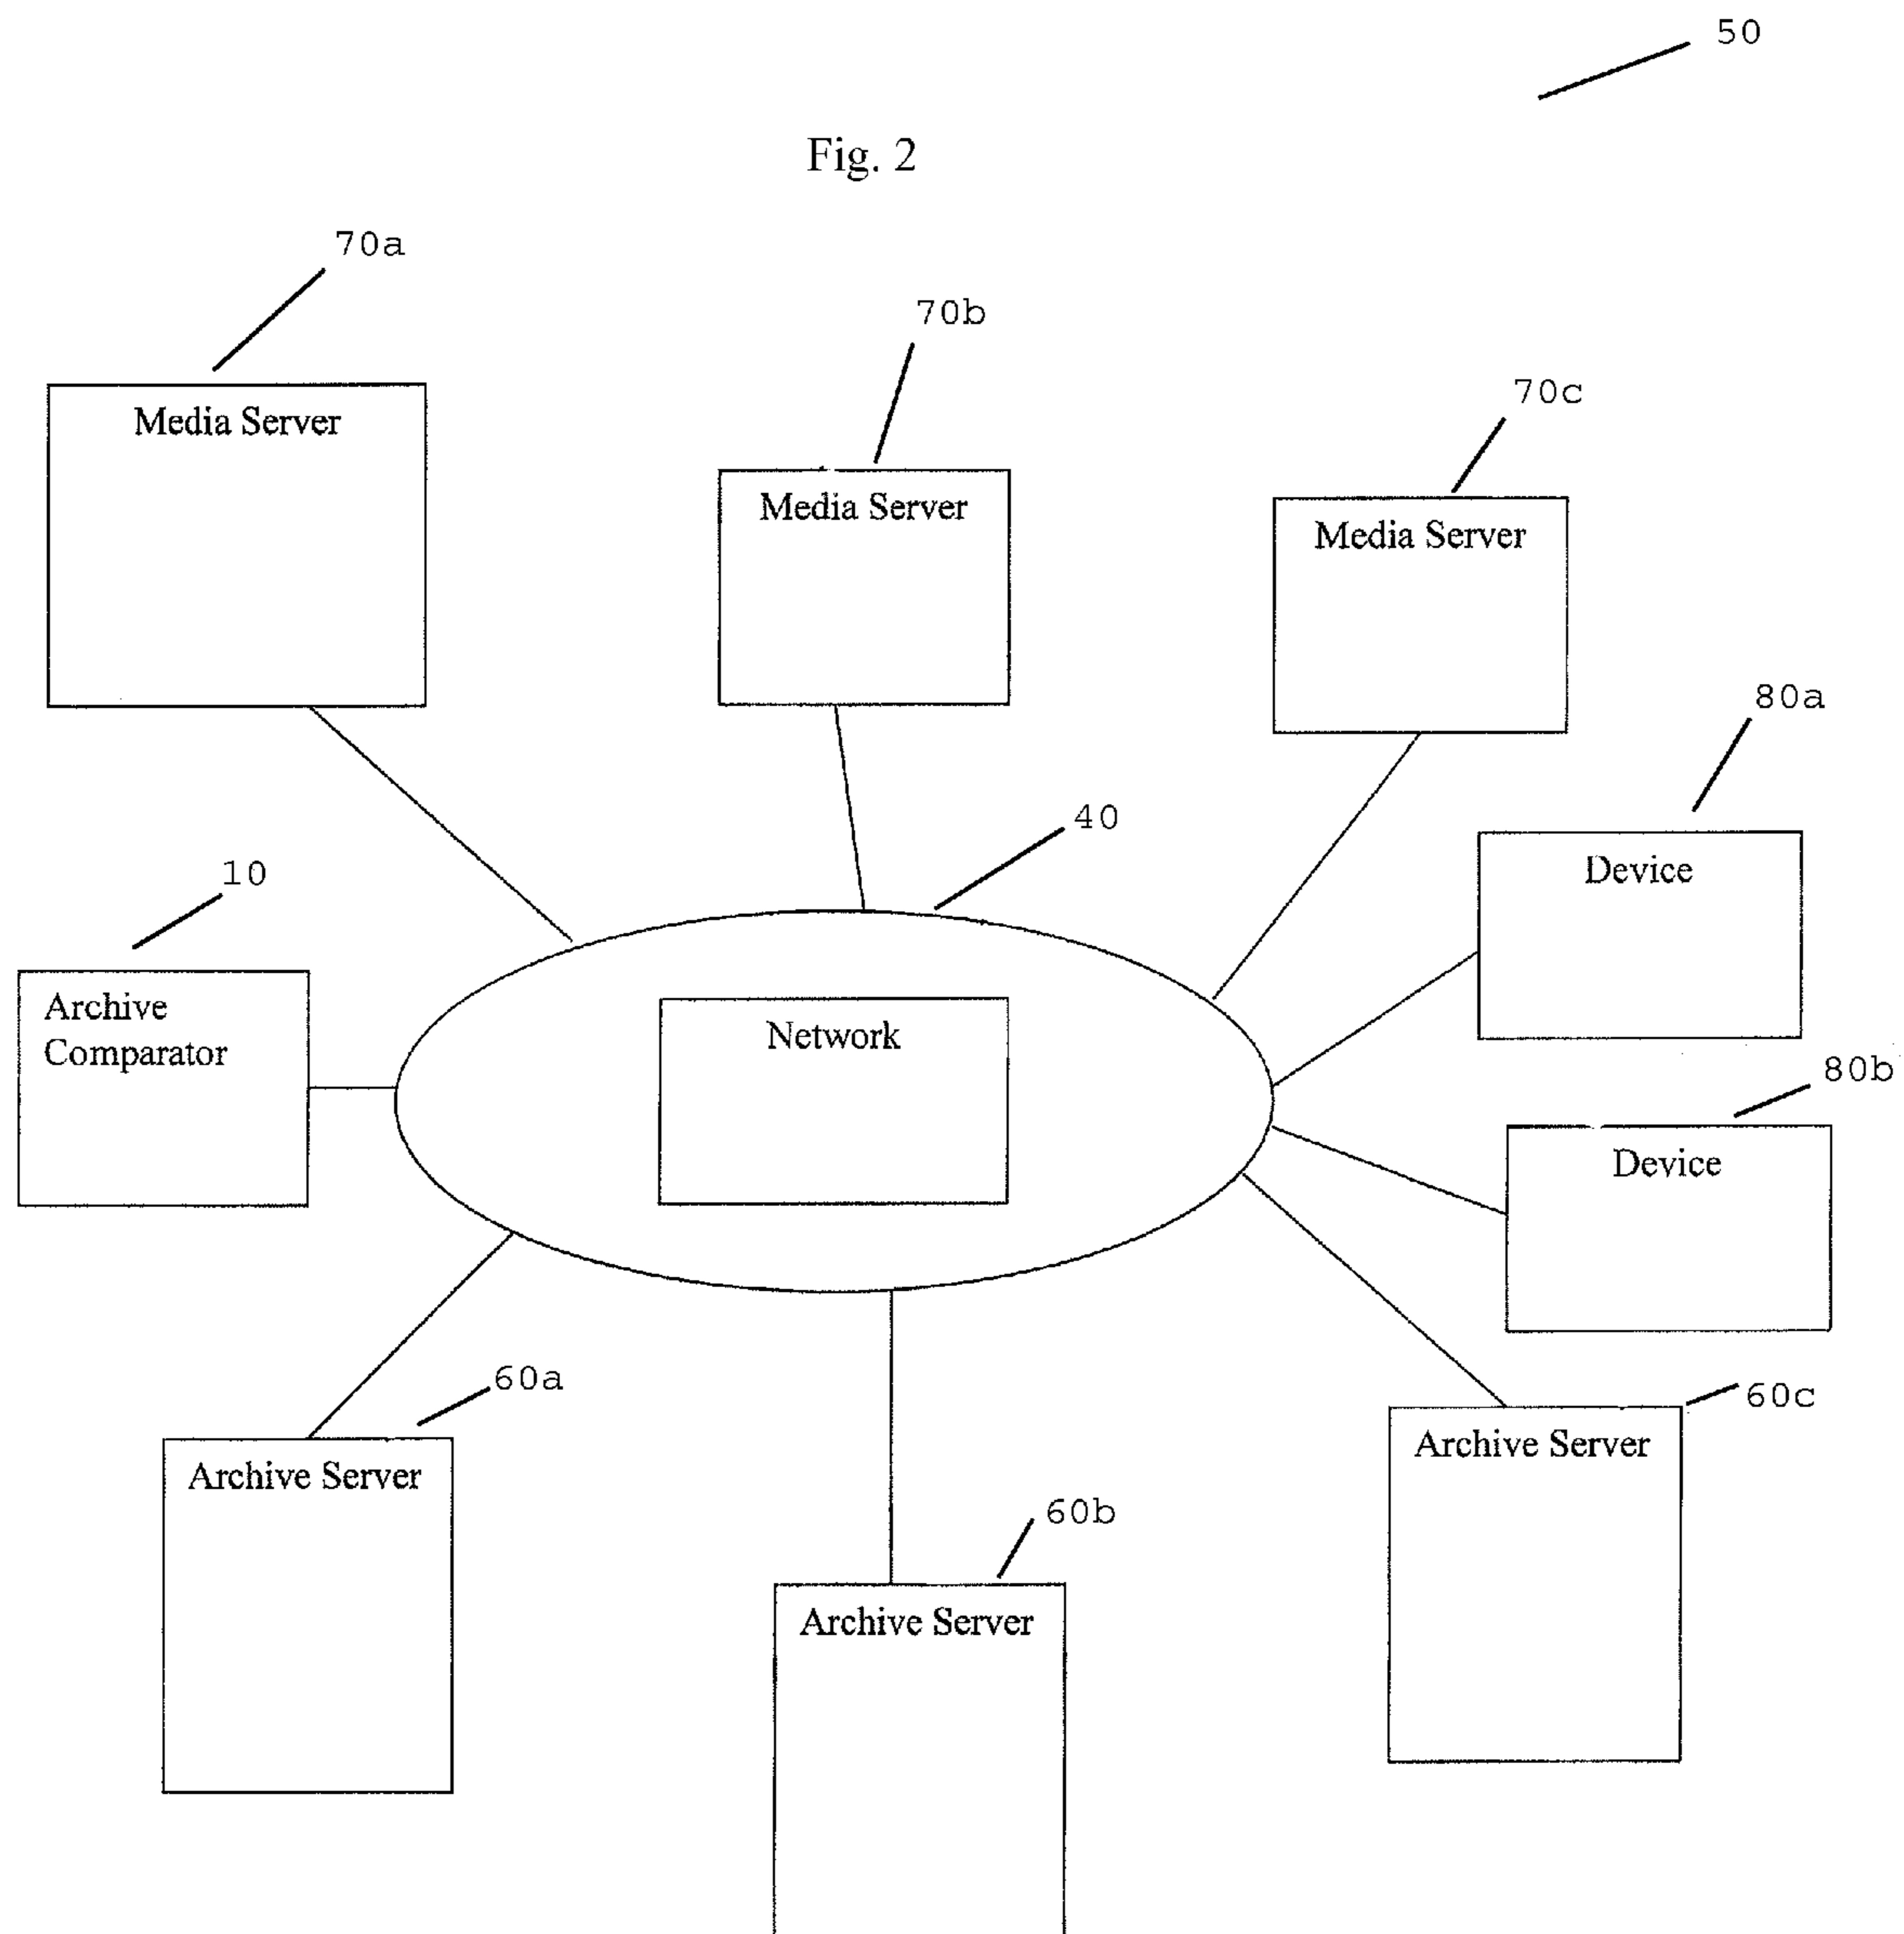 50
Fig. 2
70a
70b
70c
Media Server
Media Server
Media Server
80a
40
Device
10
Archive
Comparator
Network
80b
Device
60a
60c
Archive Server
Archive Server
60b
Archive Server